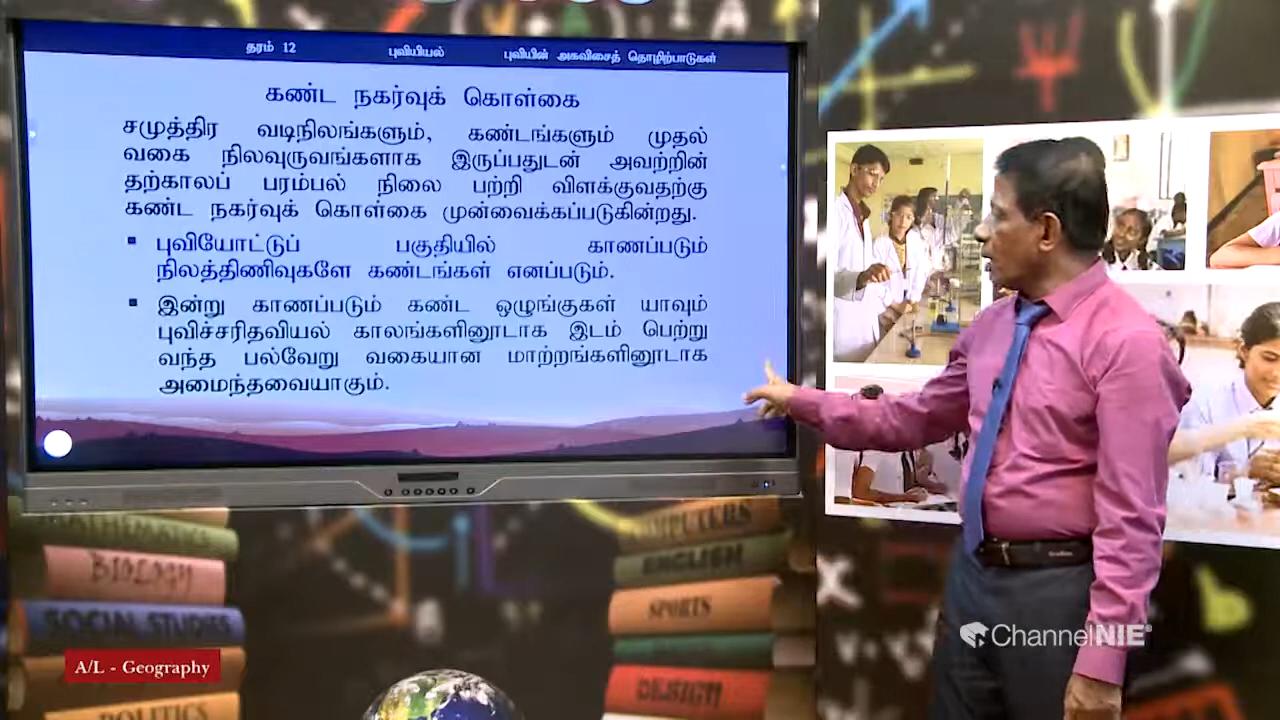 தரம் 12 புவியியல் புவியின் அகவிசைத் தொழிற்பாடுகள்
கண்ட நகர்வுக் கொள்கை
சமுத்திர வடிநிலங்களும், கண்டங்களும் முதல்
வகை நிலவுருவங்களாக இருப்பதுடன் அவற்றின்
தற்காலப் பரம்பல் நிலை பற்றி விளக்குவதற்கு
கண்ட நகர்வுக் கொள்கை முன்வைக்கப்படுகின்றது.
▪ புவியோட்டுப் பகுதியில் காணப்படும்
நிலத்திணிவுகளே கண்டங்கள் எனப்படும்.
▪ இன்று காணப்படும் கண்ட ஒழுங்குகள் யாவும்
புவிச்சரிதவியல் காலங்களினூடாக இடம் பெற்று
வந்த பல்வேறு வகையான மாற்றங்களினூடாக
அமைந்தவையாகும்.
MATHEMATICS
BIOLOGY
SOCIAL STUDIES
POLITICS
COMPUTERS
ENGLISH
SPORTS
DESIGN
A/L - Geography
ChannelNIE